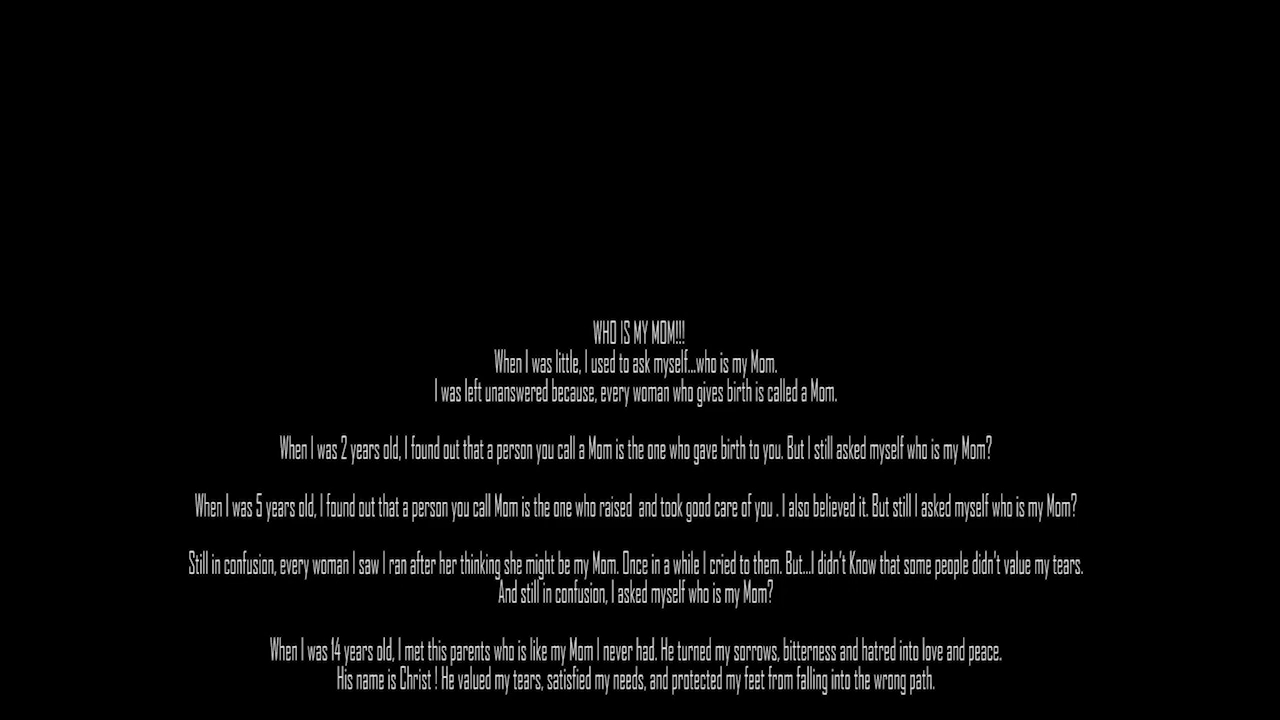 WHO IS MY MOM!!!
When I was little, I used to ask myself...who is my Mom.
I was left unanswered because, every woman who gives birth is called a Mom.
When I was 2 years old, I found out that a person you call a Mom is the one who gave birth to you. But I still asked myself who is my Mom?
When I was 5 years old, I found out that a person you call Mom is the one who raised  and took good care of you . I also believed it. But still I asked myself who is my Mom?
Still in confusion, every woman I saw I ran after her thinking she might be my Mom. Once in a while I cried to them. But...I didn't Know that some people didn't value my tears.
And still in confusion, I asked myself who is my Mom?
When I was 14 years old, I met this parents who is like my Mom I never had. He turned my sorrows, bitterness and hatred into love and peace.
His name is Christ ! He valued my tears, satisfied my needs, and protected my feet from falling into the wrong path.